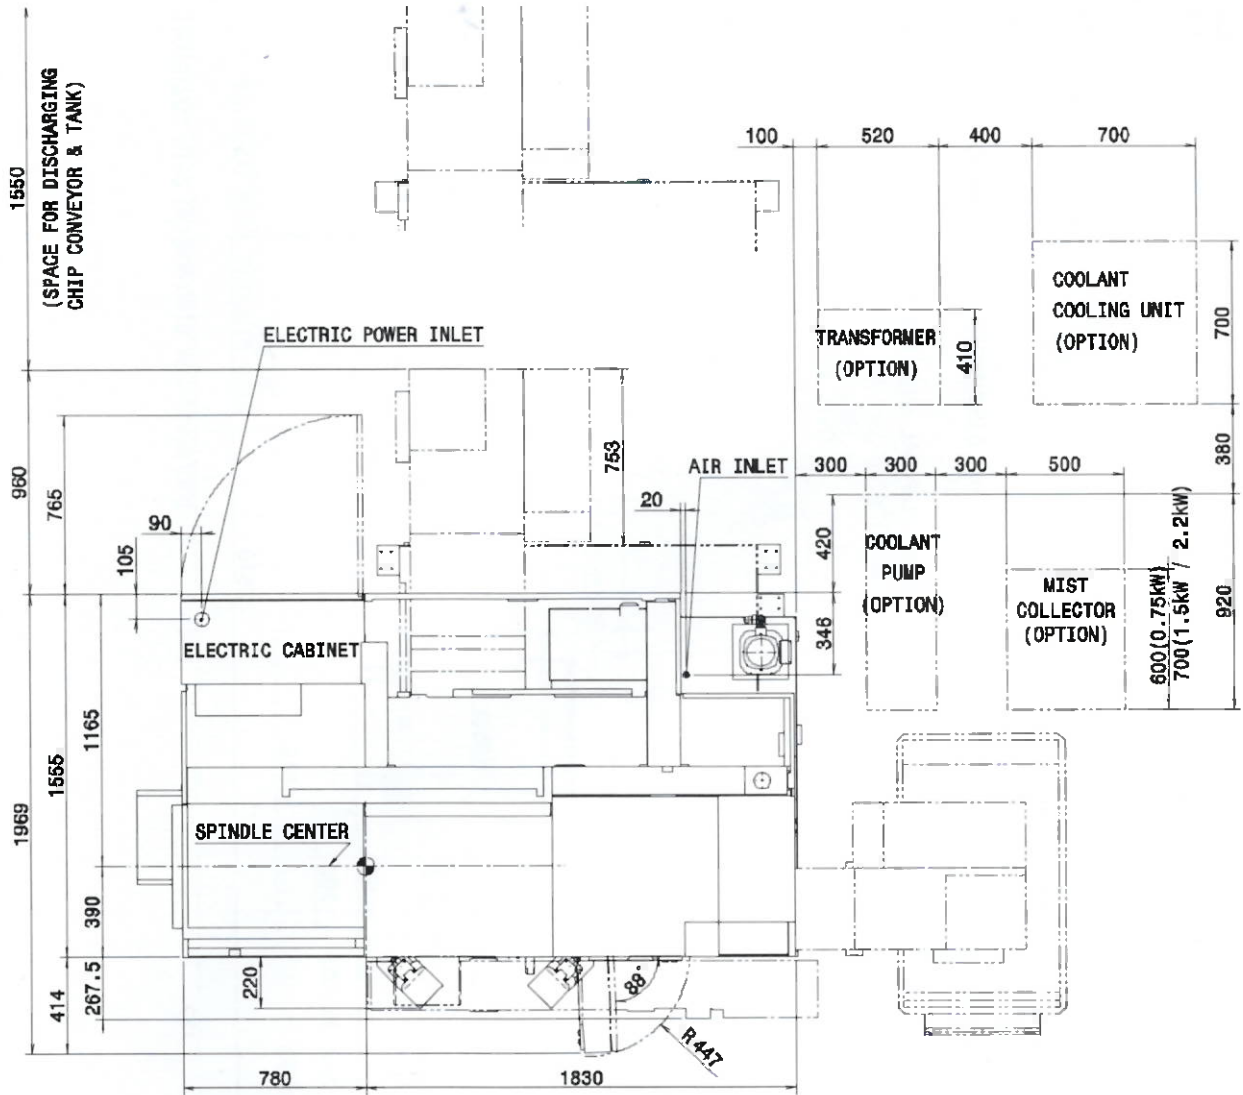 1550
(SPACE FOR DISCHARGING
CHIP CONVEYOR & TANK)
100
520
400
700
COOLANT
COOLING UNIT
(OPTION)
700
TRANSFORMER
(OPTION)
410
ELECTRIC POWER INLET
960
765
90
105
753
AIR INLET
20
300
300
300
500
380
420
346
COOLANT
PUMP
(OPTION)
MIST
COLLECTOR
(OPTION)
600(0.75kW)
700(1.5kW / 2.2kW)
920
ELECTRIC CABINET
1165
1555
1969
SPINDLE CENTER
390
267.5
414
220
88°
R447
780
1830